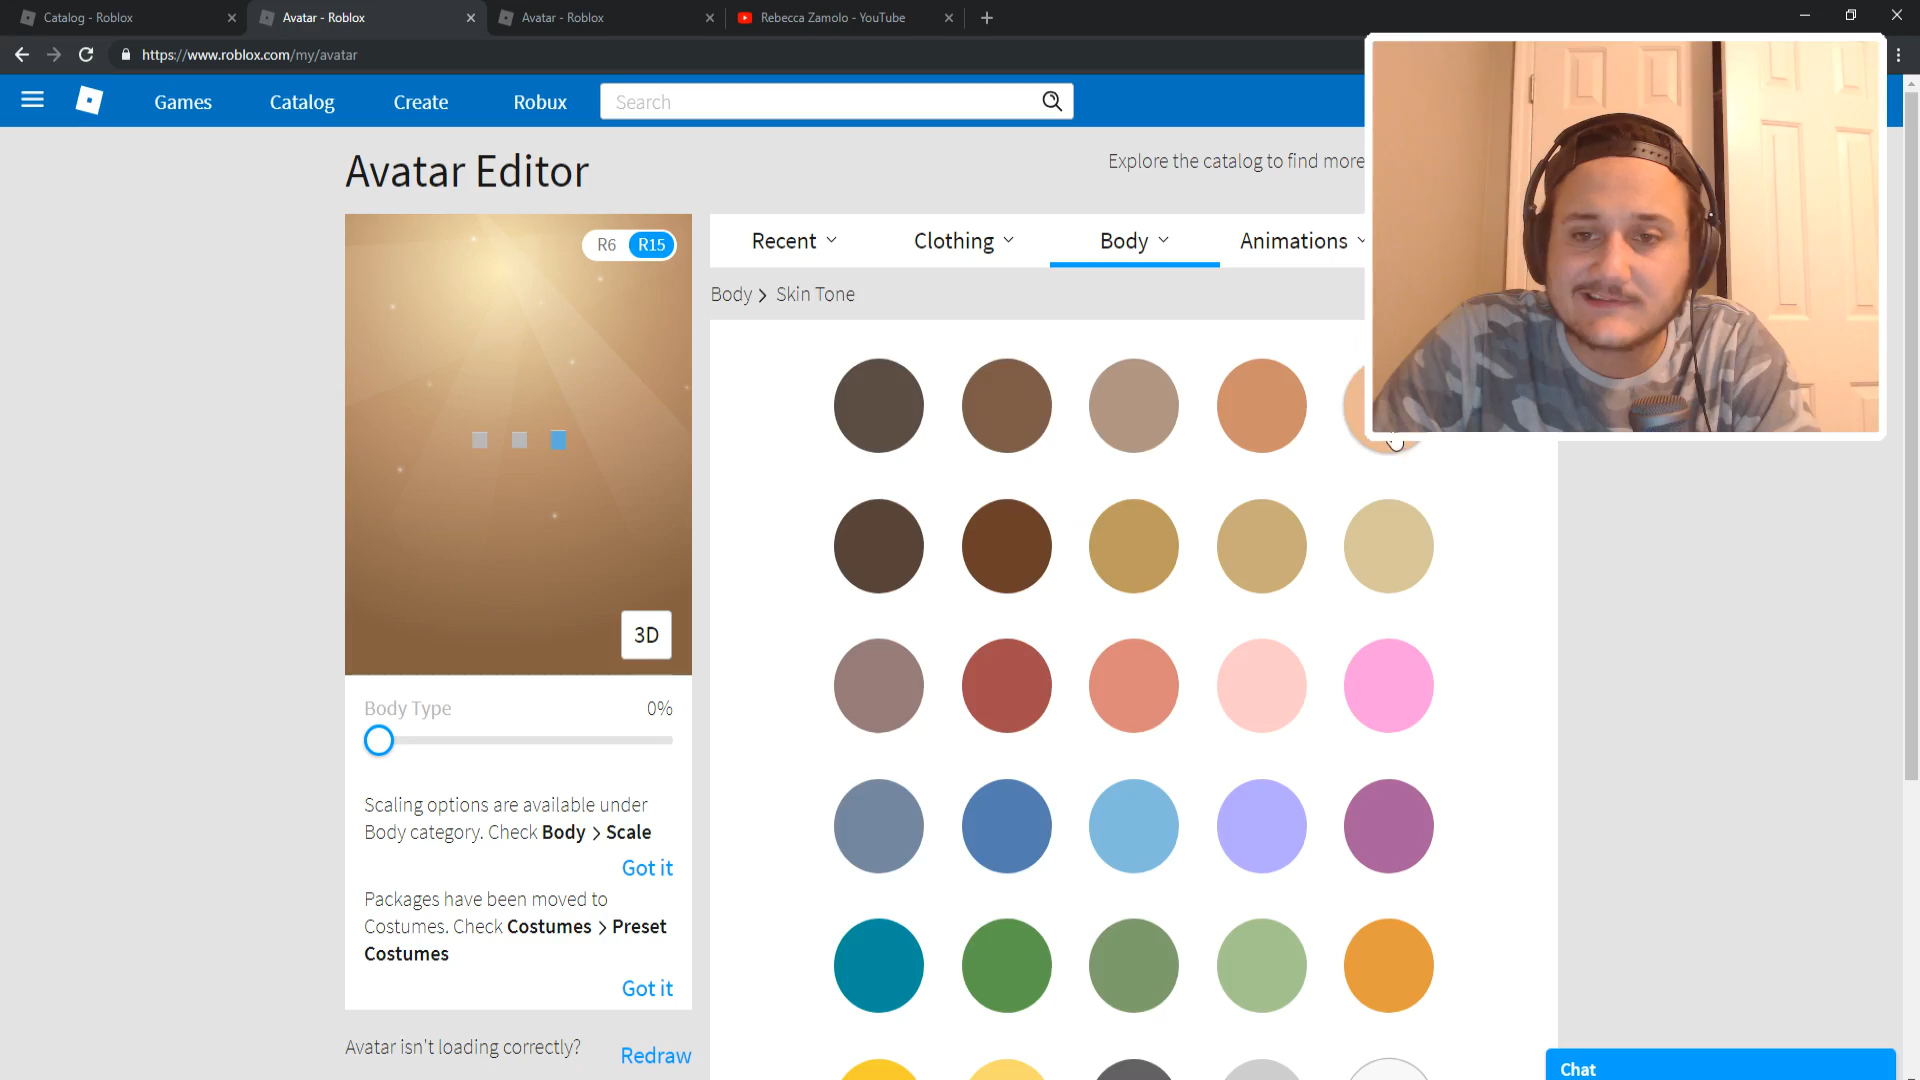 Catalog - Roblox
Avatar - Roblox
Avatar - Roblox
Rebecca Zamolo - YouTube
https://www.roblox.com/my/avatar
Games
Catalog
Create
Robux
Search
Avatar Editor
Explore the catalog to find more
R6
R15
Recent
Clothing
Body
Animations
Body > Skin Tone
3D
Body Type
0%
Scaling options are available under
Body category. Check Body > Scale
Got it
Packages have been moved to
Costumes. Check Costumes > Preset
Costumes
Got it
Avatar isn't loading correctly?
Redraw
Chat